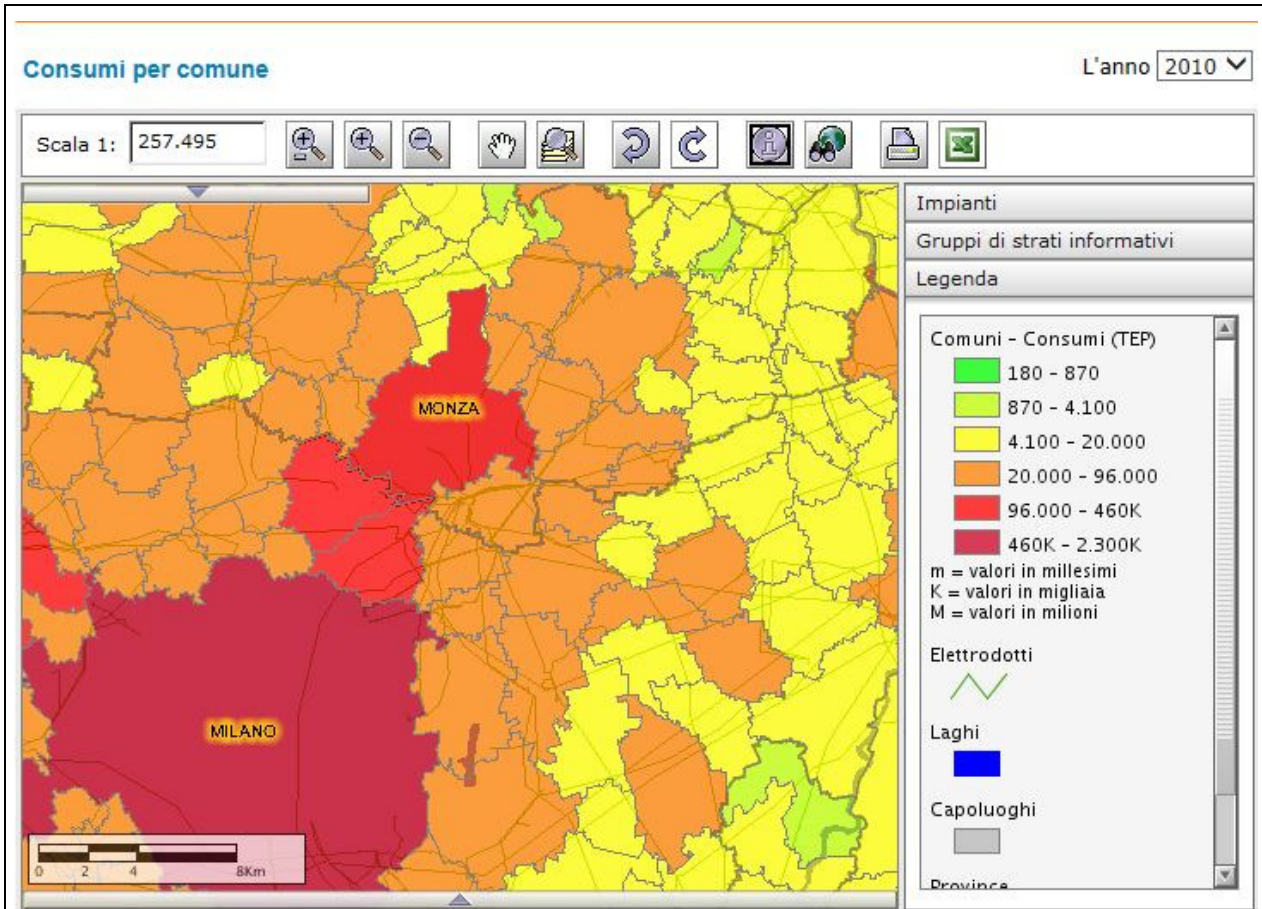 Consumi per comune
L'anno 2010
Scala 1: 257.495
Impianti
Gruppi di strati informativi
Legenda
Comuni - Consumi (TEP)
180 - 870
870 - 4.100
4.100 - 20.000
20.000 - 96.000
96.000 - 460K
460K - 2.300K
m = valori in millesimi
K = valori in migliaia
M = valori in milioni
Elettrodotti
Laghi
Capoluoghi
Province
MONZA
MILANO
0 2 4 8Km